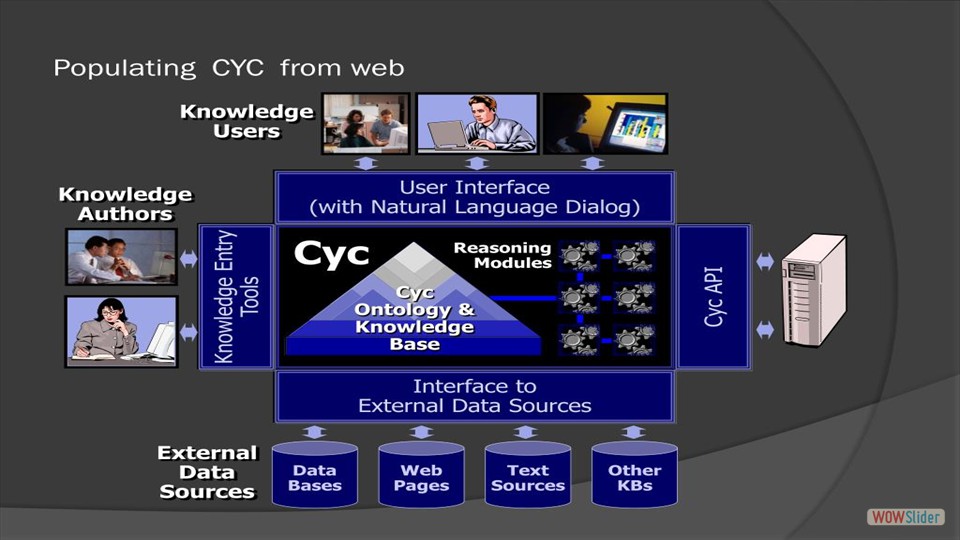 Populating CYC from web
Knowledge
Users
User Interface
(with Natural Language Dialog)
Knowledge
Authors
Knowledge Entry
Tools
Cyc
Reasoning
Modules
Cyc
Ontology &
Knowledge
Base
Cyc API
Interface to
External Data Sources
External
Data
Sources
Data
Bases
Web
Pages
Text
Sources
Other
KBs
WOWSlider